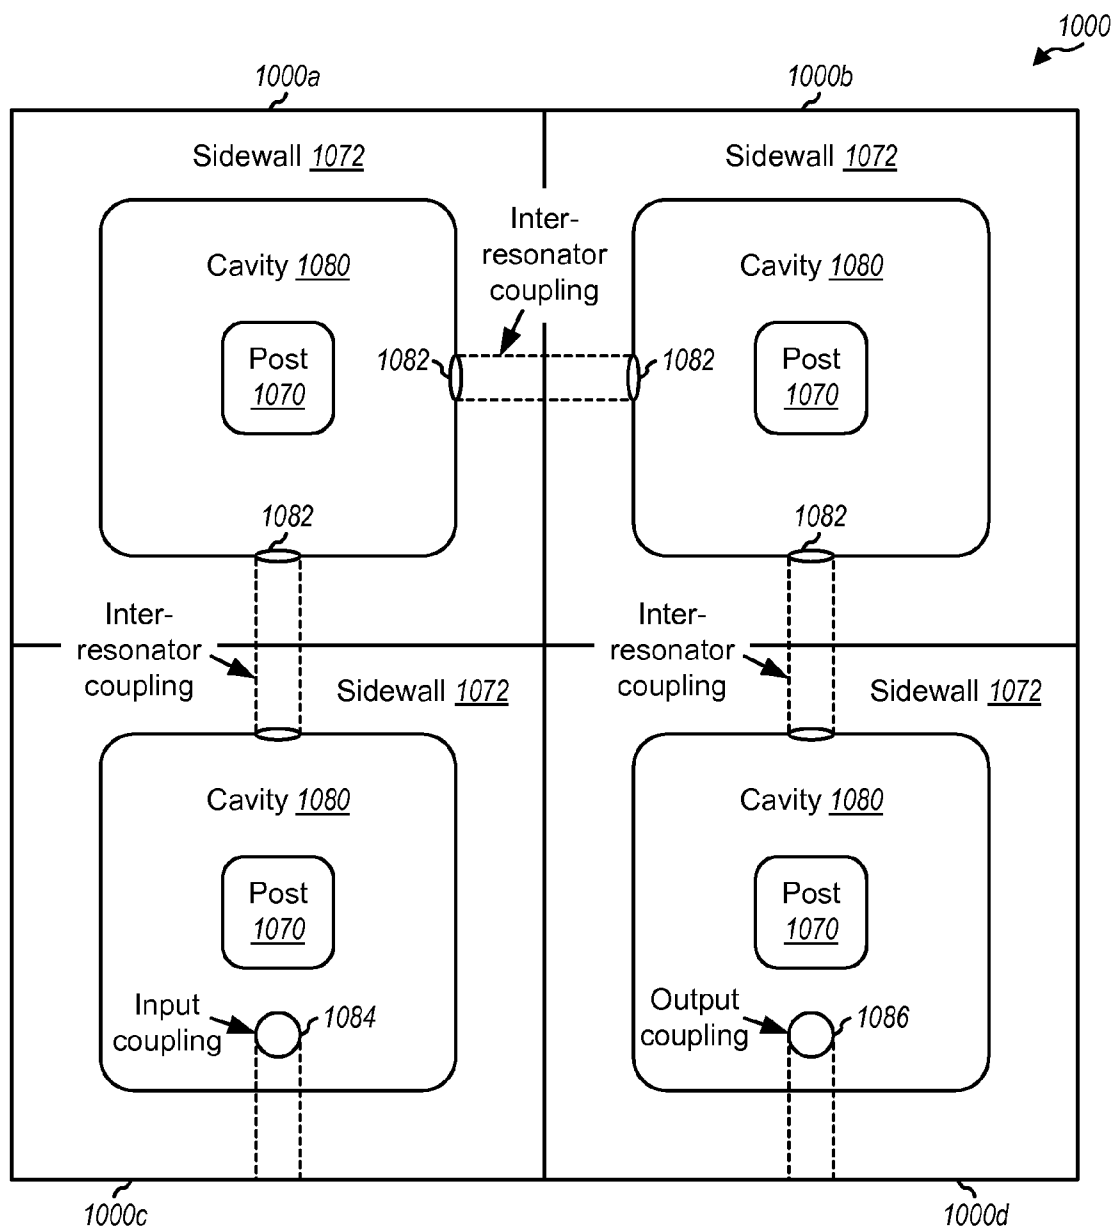 1000
1000a
1000b
Sidewall 1072
Sidewall 1072
Inter-
resonator
coupling
Cavity 1080
Cavity 1080
Post
1070
1082
1082
Post
1070
1082
1082
Inter-
resonator
coupling
Inter-
resonator
coupling
Sidewall 1072
Sidewall 1072
Cavity 1080
Cavity 1080
Post
1070
Post
1070
Input
coupling
1084
Output
coupling
1086
1000c
1000d